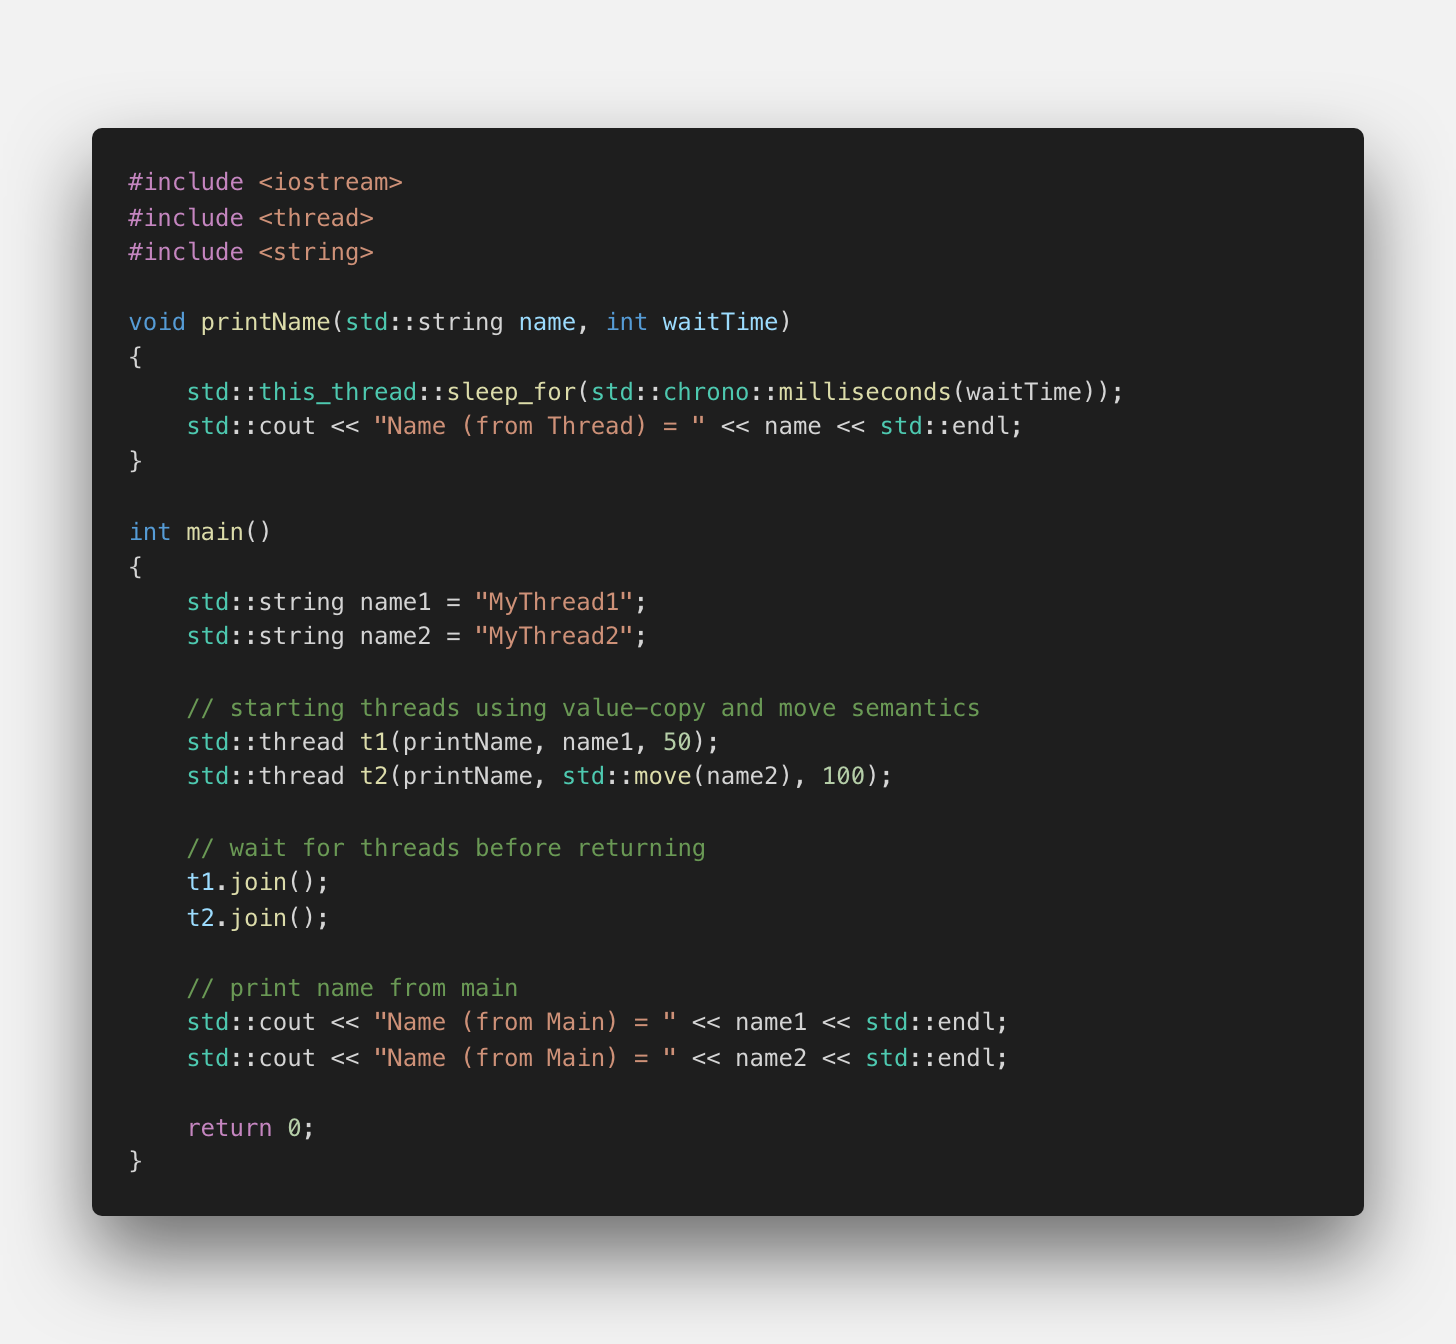 #include <iostream>
#include <thread>
#include <string>

void printName(std::string name, int waitTime)
{
    std::this_thread::sleep_for(std::chrono::milliseconds(waitTime));
    std::cout << "Name (from Thread) = " << name << std::endl;
}

int main()
{
    std::string name1 = "MyThread1";
    std::string name2 = "MyThread2";

    // starting threads using value-copy and move semantics
    std::thread t1(printName, name1, 50);
    std::thread t2(printName, std::move(name2), 100);

    // wait for threads before returning
    t1.join();
    t2.join();

    // print name from main
    std::cout << "Name (from Main) = " << name1 << std::endl;
    std::cout << "Name (from Main) = " << name2 << std::endl;

    return 0;
}